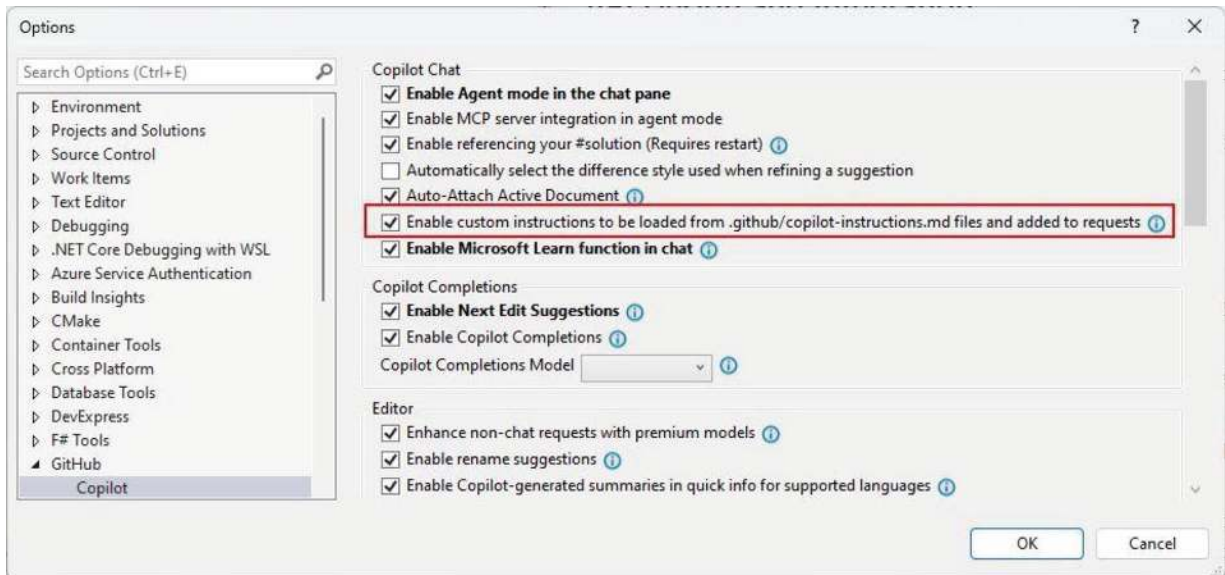 Options
?
Search Options (Ctrl+E)
Environment
Projects and Solutions
Source Control
Work Items
Text Editor
Debugging
.NET Core Debugging with WSL
Azure Service Authentication
Build Insights
CMake
Container Tools
Cross Platform
Database Tools
DevExpress
F# Tools
GitHub
Copilot
Copilot Chat
Enable Agent mode in the chat pane
Enable MCP server integration in agent mode
Enable referencing your #solution (Requires restart)
Automatically select the difference style used when refining a suggestion
Auto-Attach Active Document
Enable custom instructions to be loaded from .github/copilot-instructions.md files and added to requests
Enable Microsoft Learn function in chat
Copilot Completions
Enable Next Edit Suggestions
Enable Copilot Completions
Copilot Completions Model
Editor
Enhance non-chat requests with premium models
Enable rename suggestions
Enable Copilot-generated summaries in quick info for supported languages
OK
Cancel